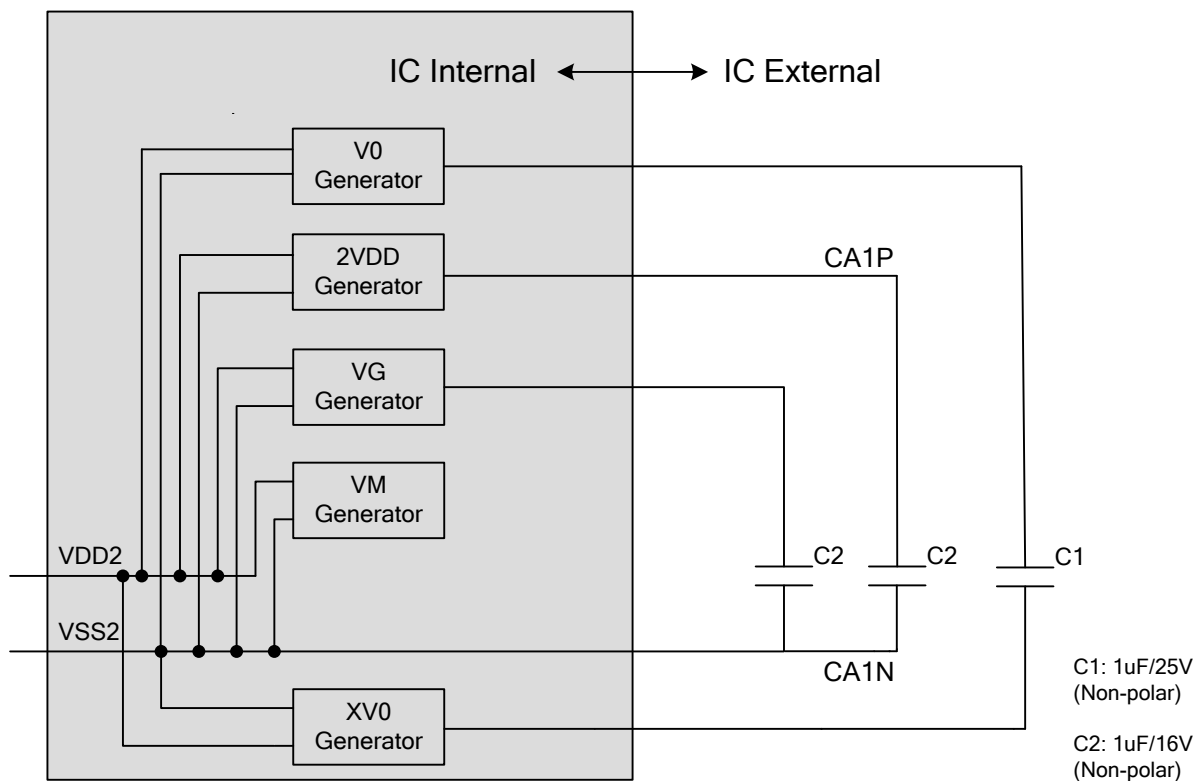 IC Internal
IC External
V0
Generator
2VDD
Generator
CA1P
VG
Generator
VM
Generator
VDD2
C2
C2
C1
VSS2
CA1N
XV0
Generator
C1: 1uF/25V
(Non-polar)
C2: 1uF/16V
(Non-polar)